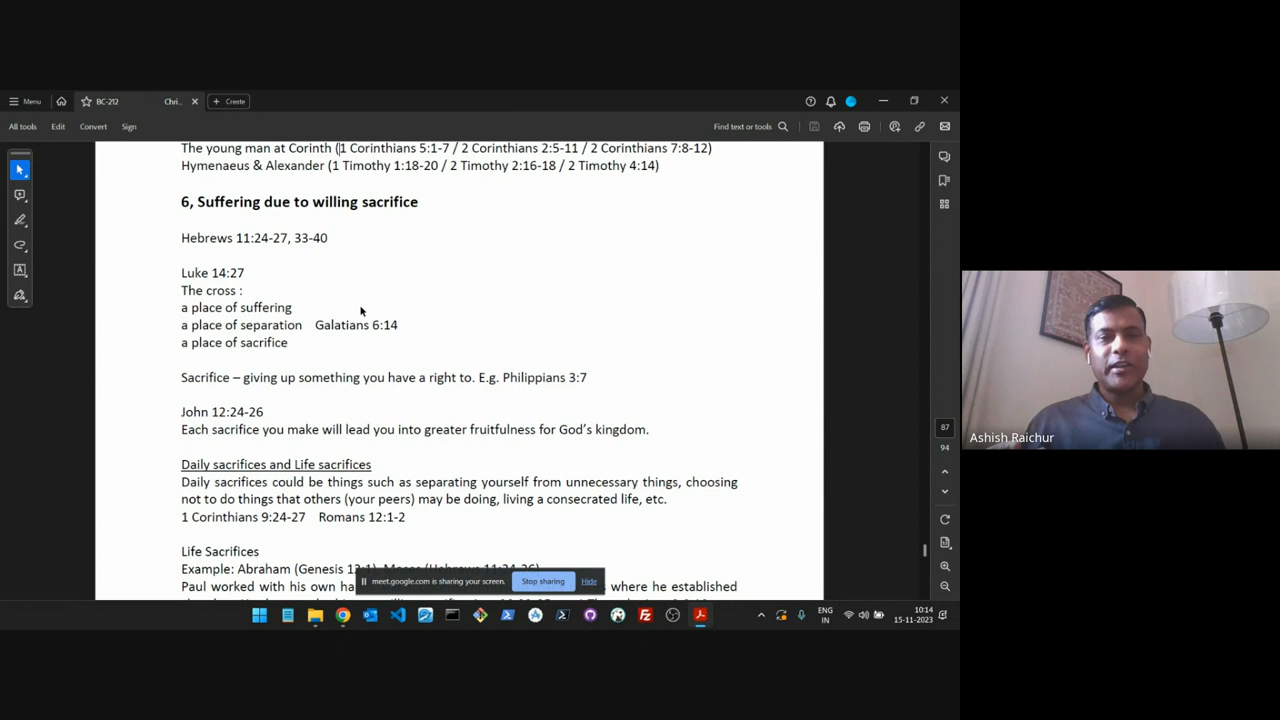 Menu
BC-212
Chri...
Create
All tools
Edit
Convert
Sign
Find text or tools
The young man at Corinth (1 Corinthians 5:1-7 / 2 Corinthians 2:5-11 / 2 Corinthians 7:8-12)
Hymenaeus & Alexander (1 Timothy 1:18-20 / 2 Timothy 2:16-18 / 2 Timothy 4:14)
6, Suffering due to willing sacrifice
Hebrews 11:24-27, 33-40
Luke 14:27
The cross :
a place of suffering
a place of separation Galatians 6:14
a place of sacrifice
Sacrifice – giving up something you have a right to. E.g. Philippians 3:7
John 12:24-26
Each sacrifice you make will lead you into greater fruitfulness for God's kingdom.
Daily sacrifices and Life sacrifices
Daily sacrifices could be things such as separating yourself from unnecessary things, choosing
not to do things that others (your peers) may be doing, living a consecrated life, etc.
1 Corinthians 9:24-27 Romans 12:1-2
Life Sacrifices
Example: Abraham (Genesis
Paul worked with his own where he established
meet.google.com is sharing your screen.
Stop sharing
Hide
87
94
Ashish Raichur
ENG
IN
10:14
15-11-2023